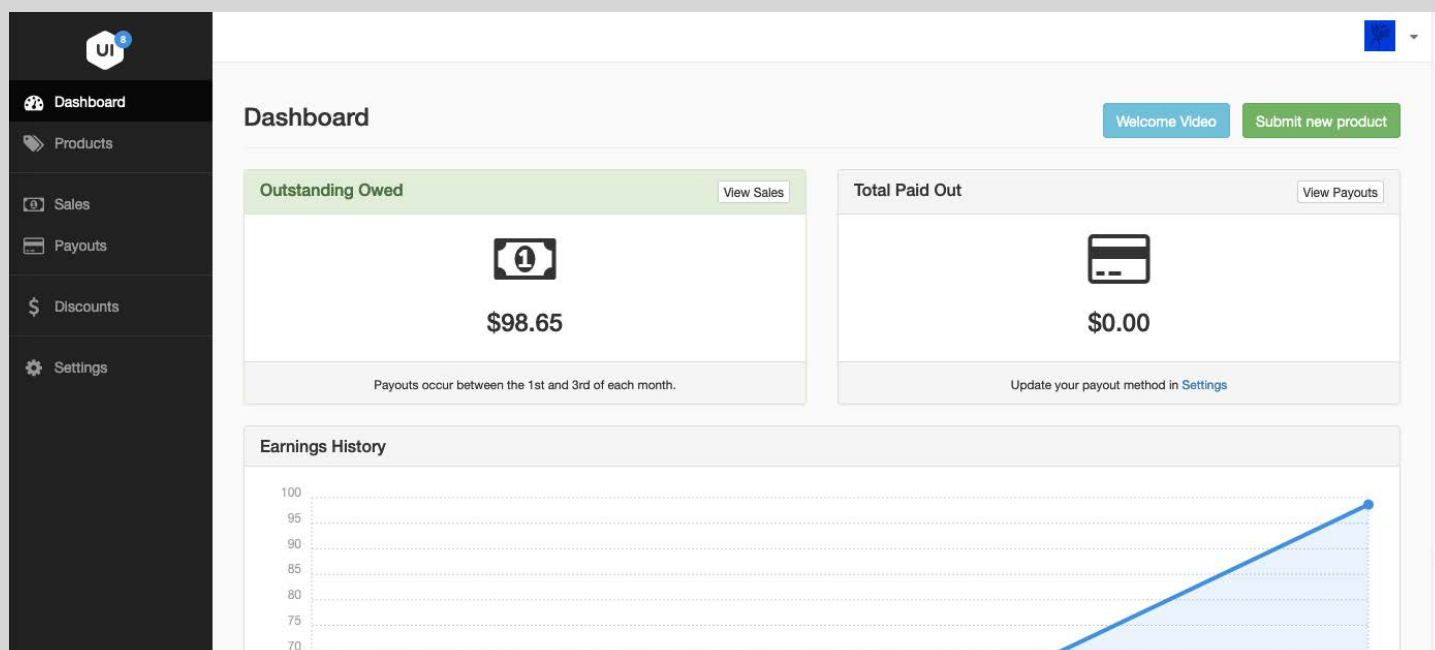 UI 8
Dashboard
Products
Sales
Payouts
Discounts
Settings
Dashboard
Welcome Video
Submit new product
Outstanding Owed
View Sales
$98.65
Payouts occur between the 1st and 3rd of each month.
Total Paid Out
View Payouts
$0.00
Update your payout method in Settings
Earnings History
100
95
90
85
80
75
70